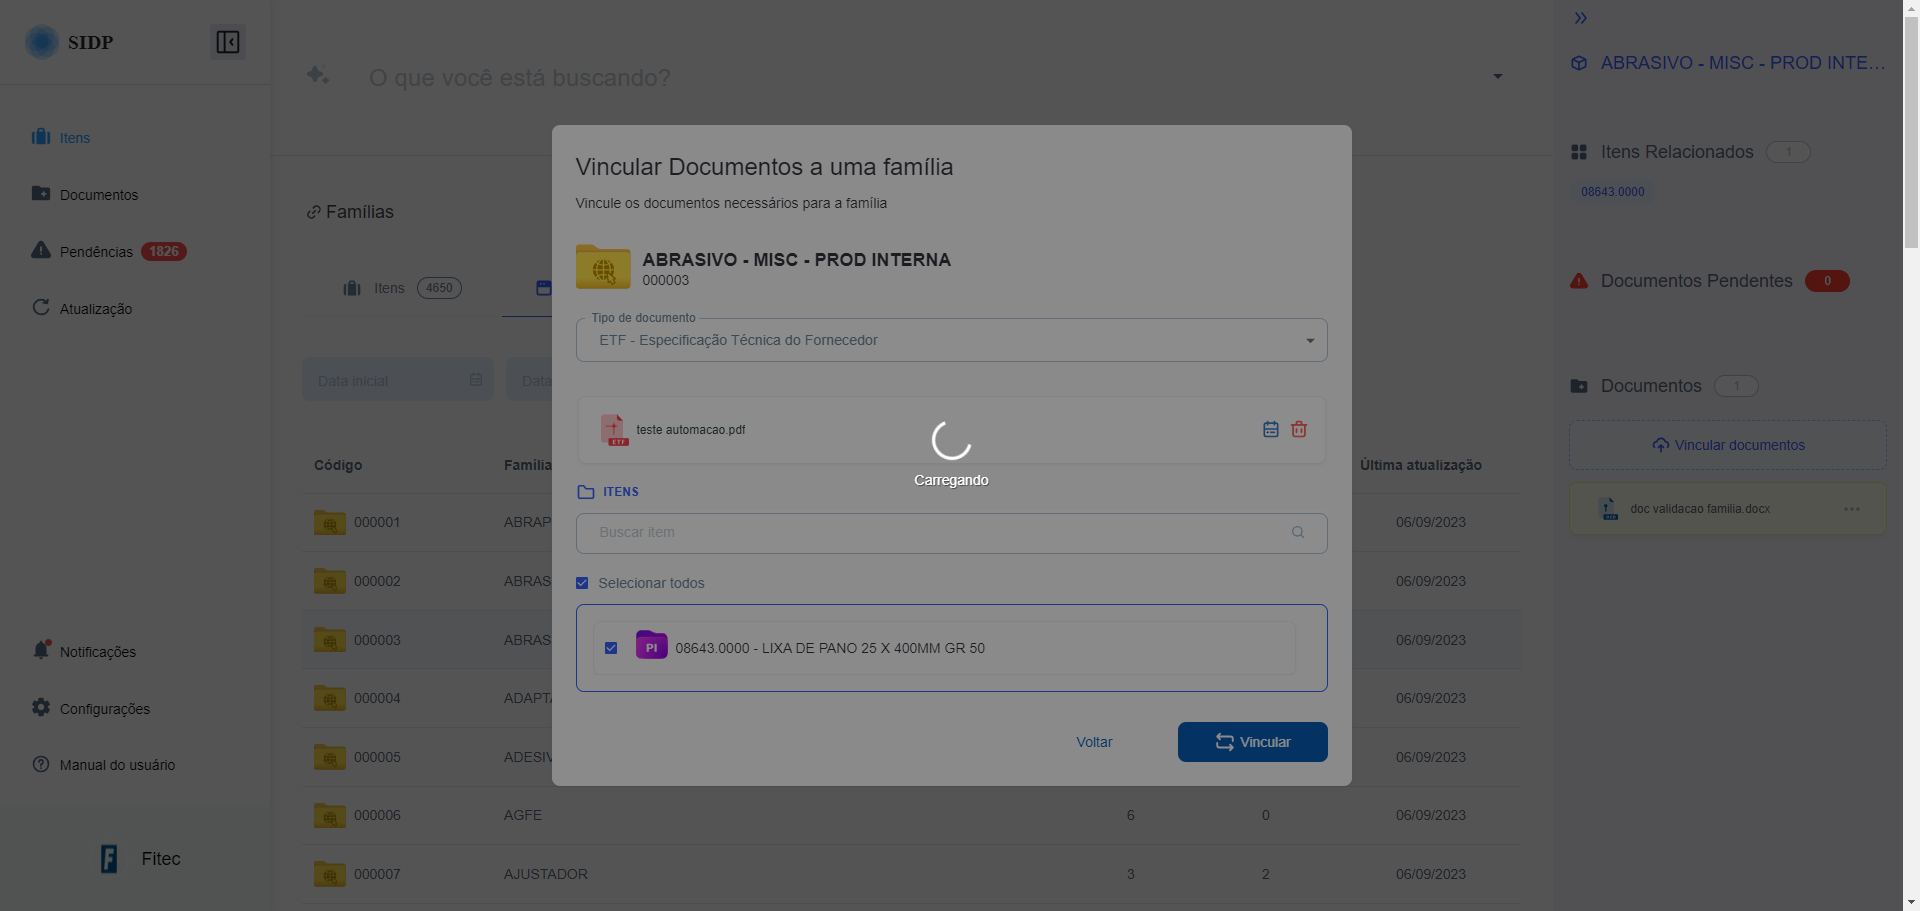 SIDP
Itens
Documentos
Pendências 1826
Atualização
Notificações
Configurações
Manual do usuário
Fitec
O que você está buscando?
Famílias
Itens 4650
Data inicial
Data
Código
Família
Última atualização
000001 ABRAP 06/09/2023
000002 ABRAS 06/09/2023
000003 ABRAS 06/09/2023
000004 ADAPTA 06/09/2023
000005 ADESIV 06/09/2023
000006 AGFE 6 0 06/09/2023
000007 AJUSTADOR 3 2 06/09/2023
Vincular Documentos a uma família
Vincule os documentos necessários para a família
ABRASIVO - MISC - PROD INTERNA
000003
Tipo de documento
ETF - Especificação Técnica do Fornecedor
ETF
teste automacao.pdf
Carregando
ITENS
Buscar item
Selecionar todos
PI
08643.0000 - LIXA DE PANO 25 X 400MM GR 50
Voltar
Vincular
ABRASIVO - MISC - PROD INTE...
Itens Relacionados 1
08643.0000
Documentos Pendentes 0
Documentos 1
Vincular documentos
doc validacao familia.docx